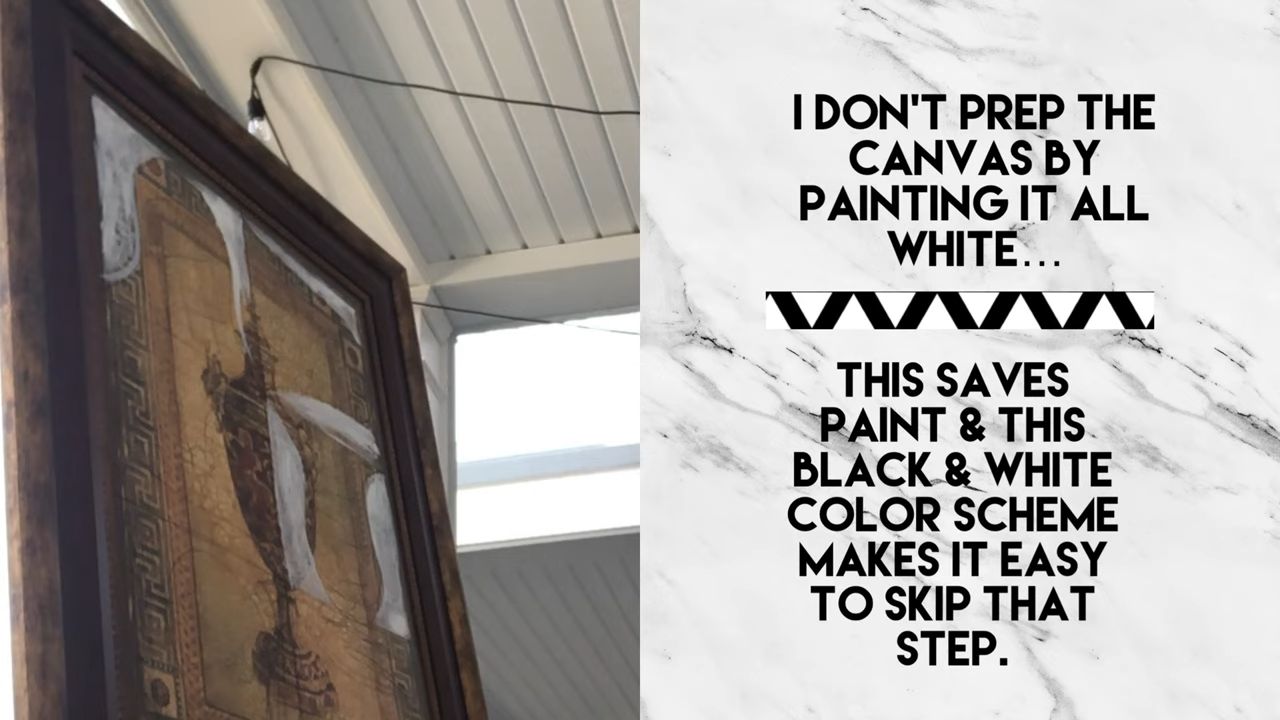 I DON'T PREP THE
CANVAS BY
PAINTING IT ALL
WHITE...
THIS SAVES
PAINT & THIS
BLACK & WHITE
COLOR SCHEME
MAKES IT EASY
TO SKIP THAT
STEP.